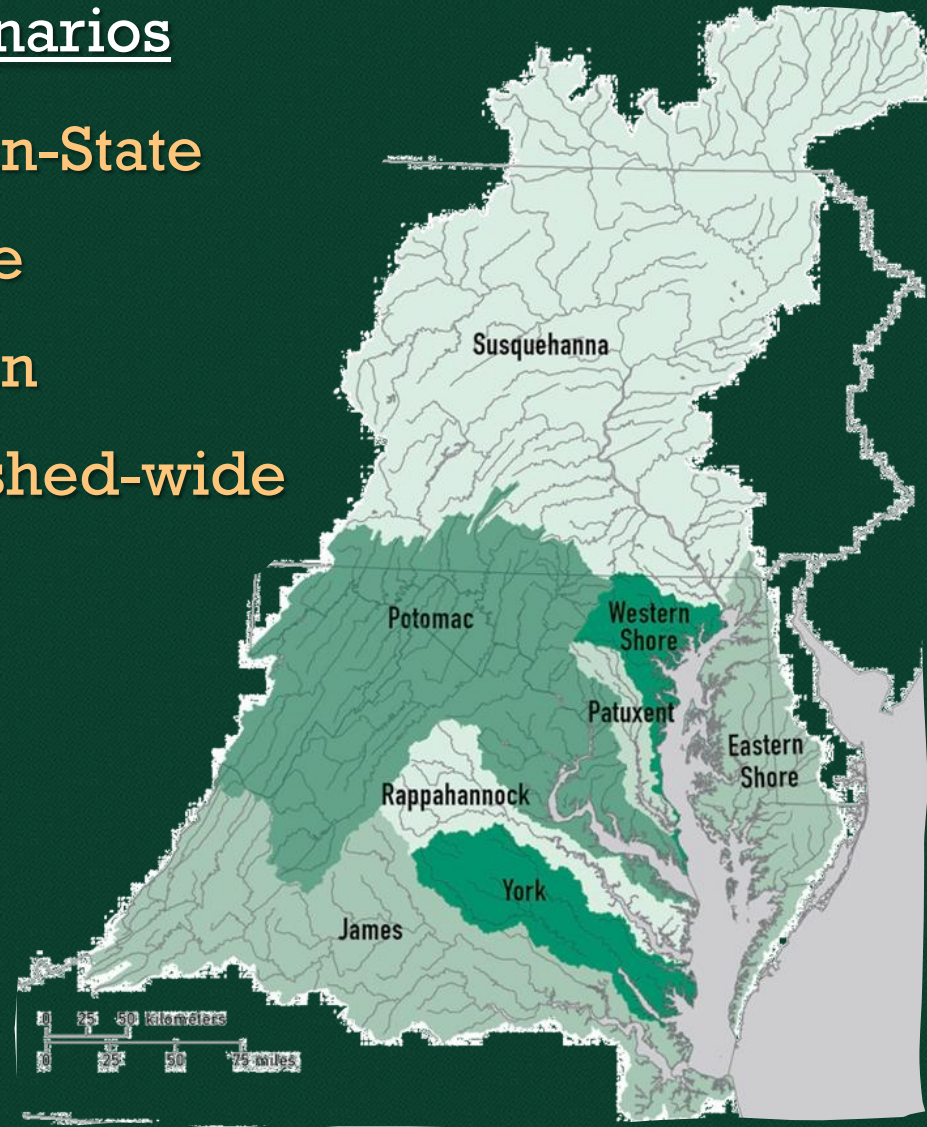 narios
n-State
e
n
shed-wide
Susquehanna
Potomac
Western
Shore
Patuxent
Eastern
Shore
Rappahannock
York
James
0 25 50 kilometers
0 25 50 75 miles